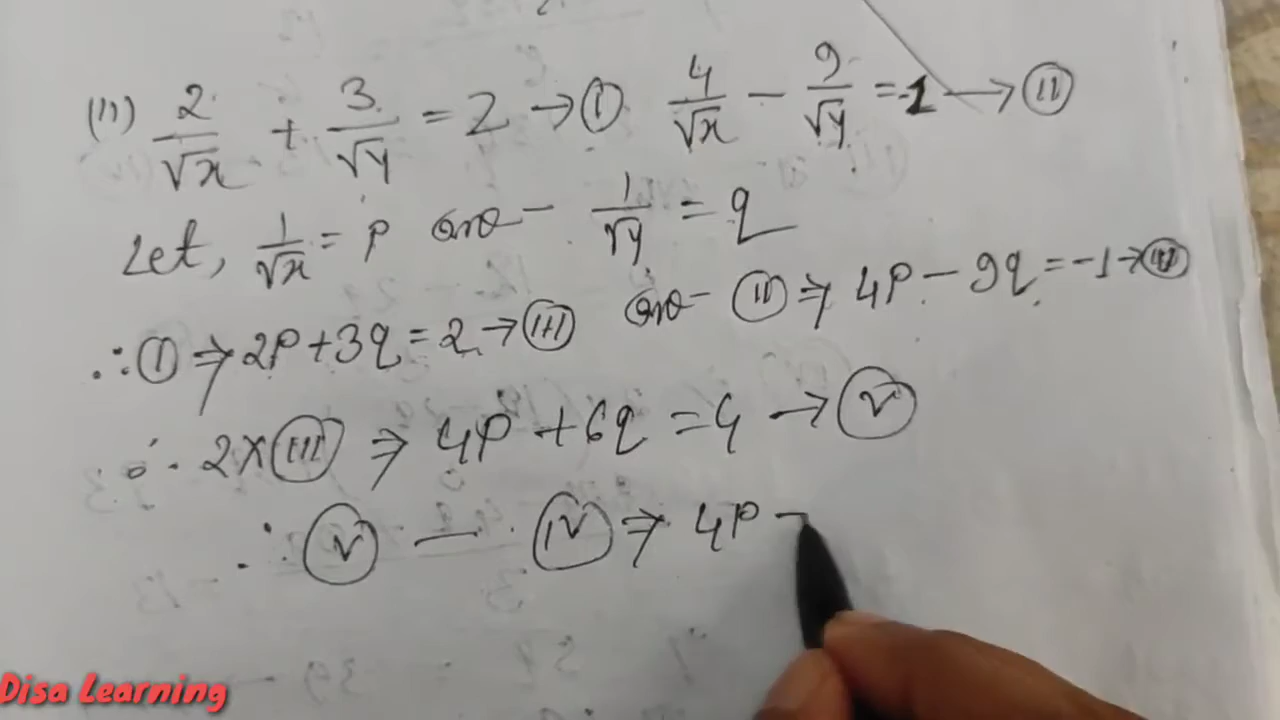 (II) 2/√x + 3/√y = 2 → (I) 4/√x − 9/√y = -1 → (II)
Let, 1/√x = p and 1/√y = q
∴ (I) ⇒ 2p + 3q = 2 → (III) and (II) ⇒ 4p − 9q = -1 → (IV)
∴ 2 × (III) ⇒ 4p + 6q = 4 → (V)
∴ (V) − (IV) ⇒ 4p
Disa Learning